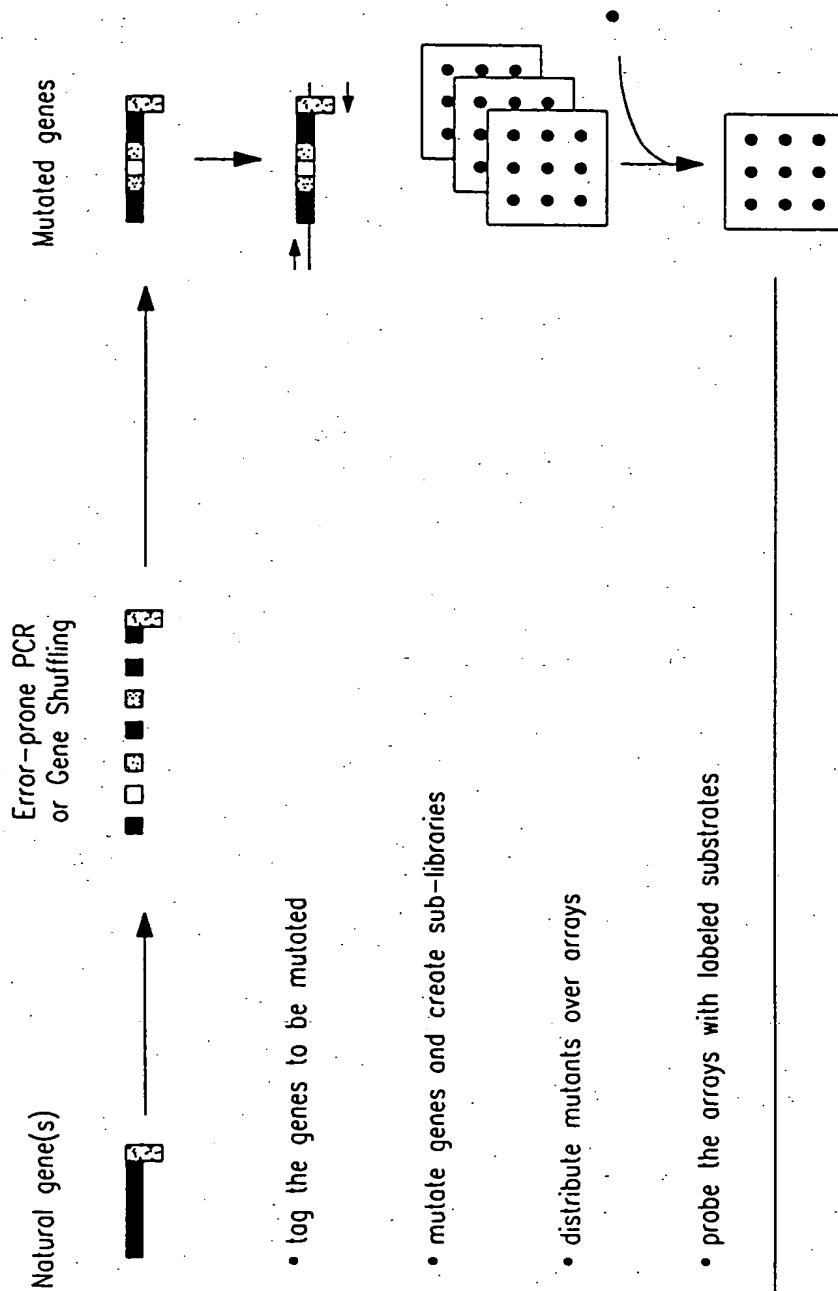 Natural gene(s)
Error-prone PCR
or Gene Shuffling
Mutated genes
• tag the genes to be mutated
• mutate genes and create sub-libraries
• distribute mutants over arrays
• probe the arrays with labeled substrates